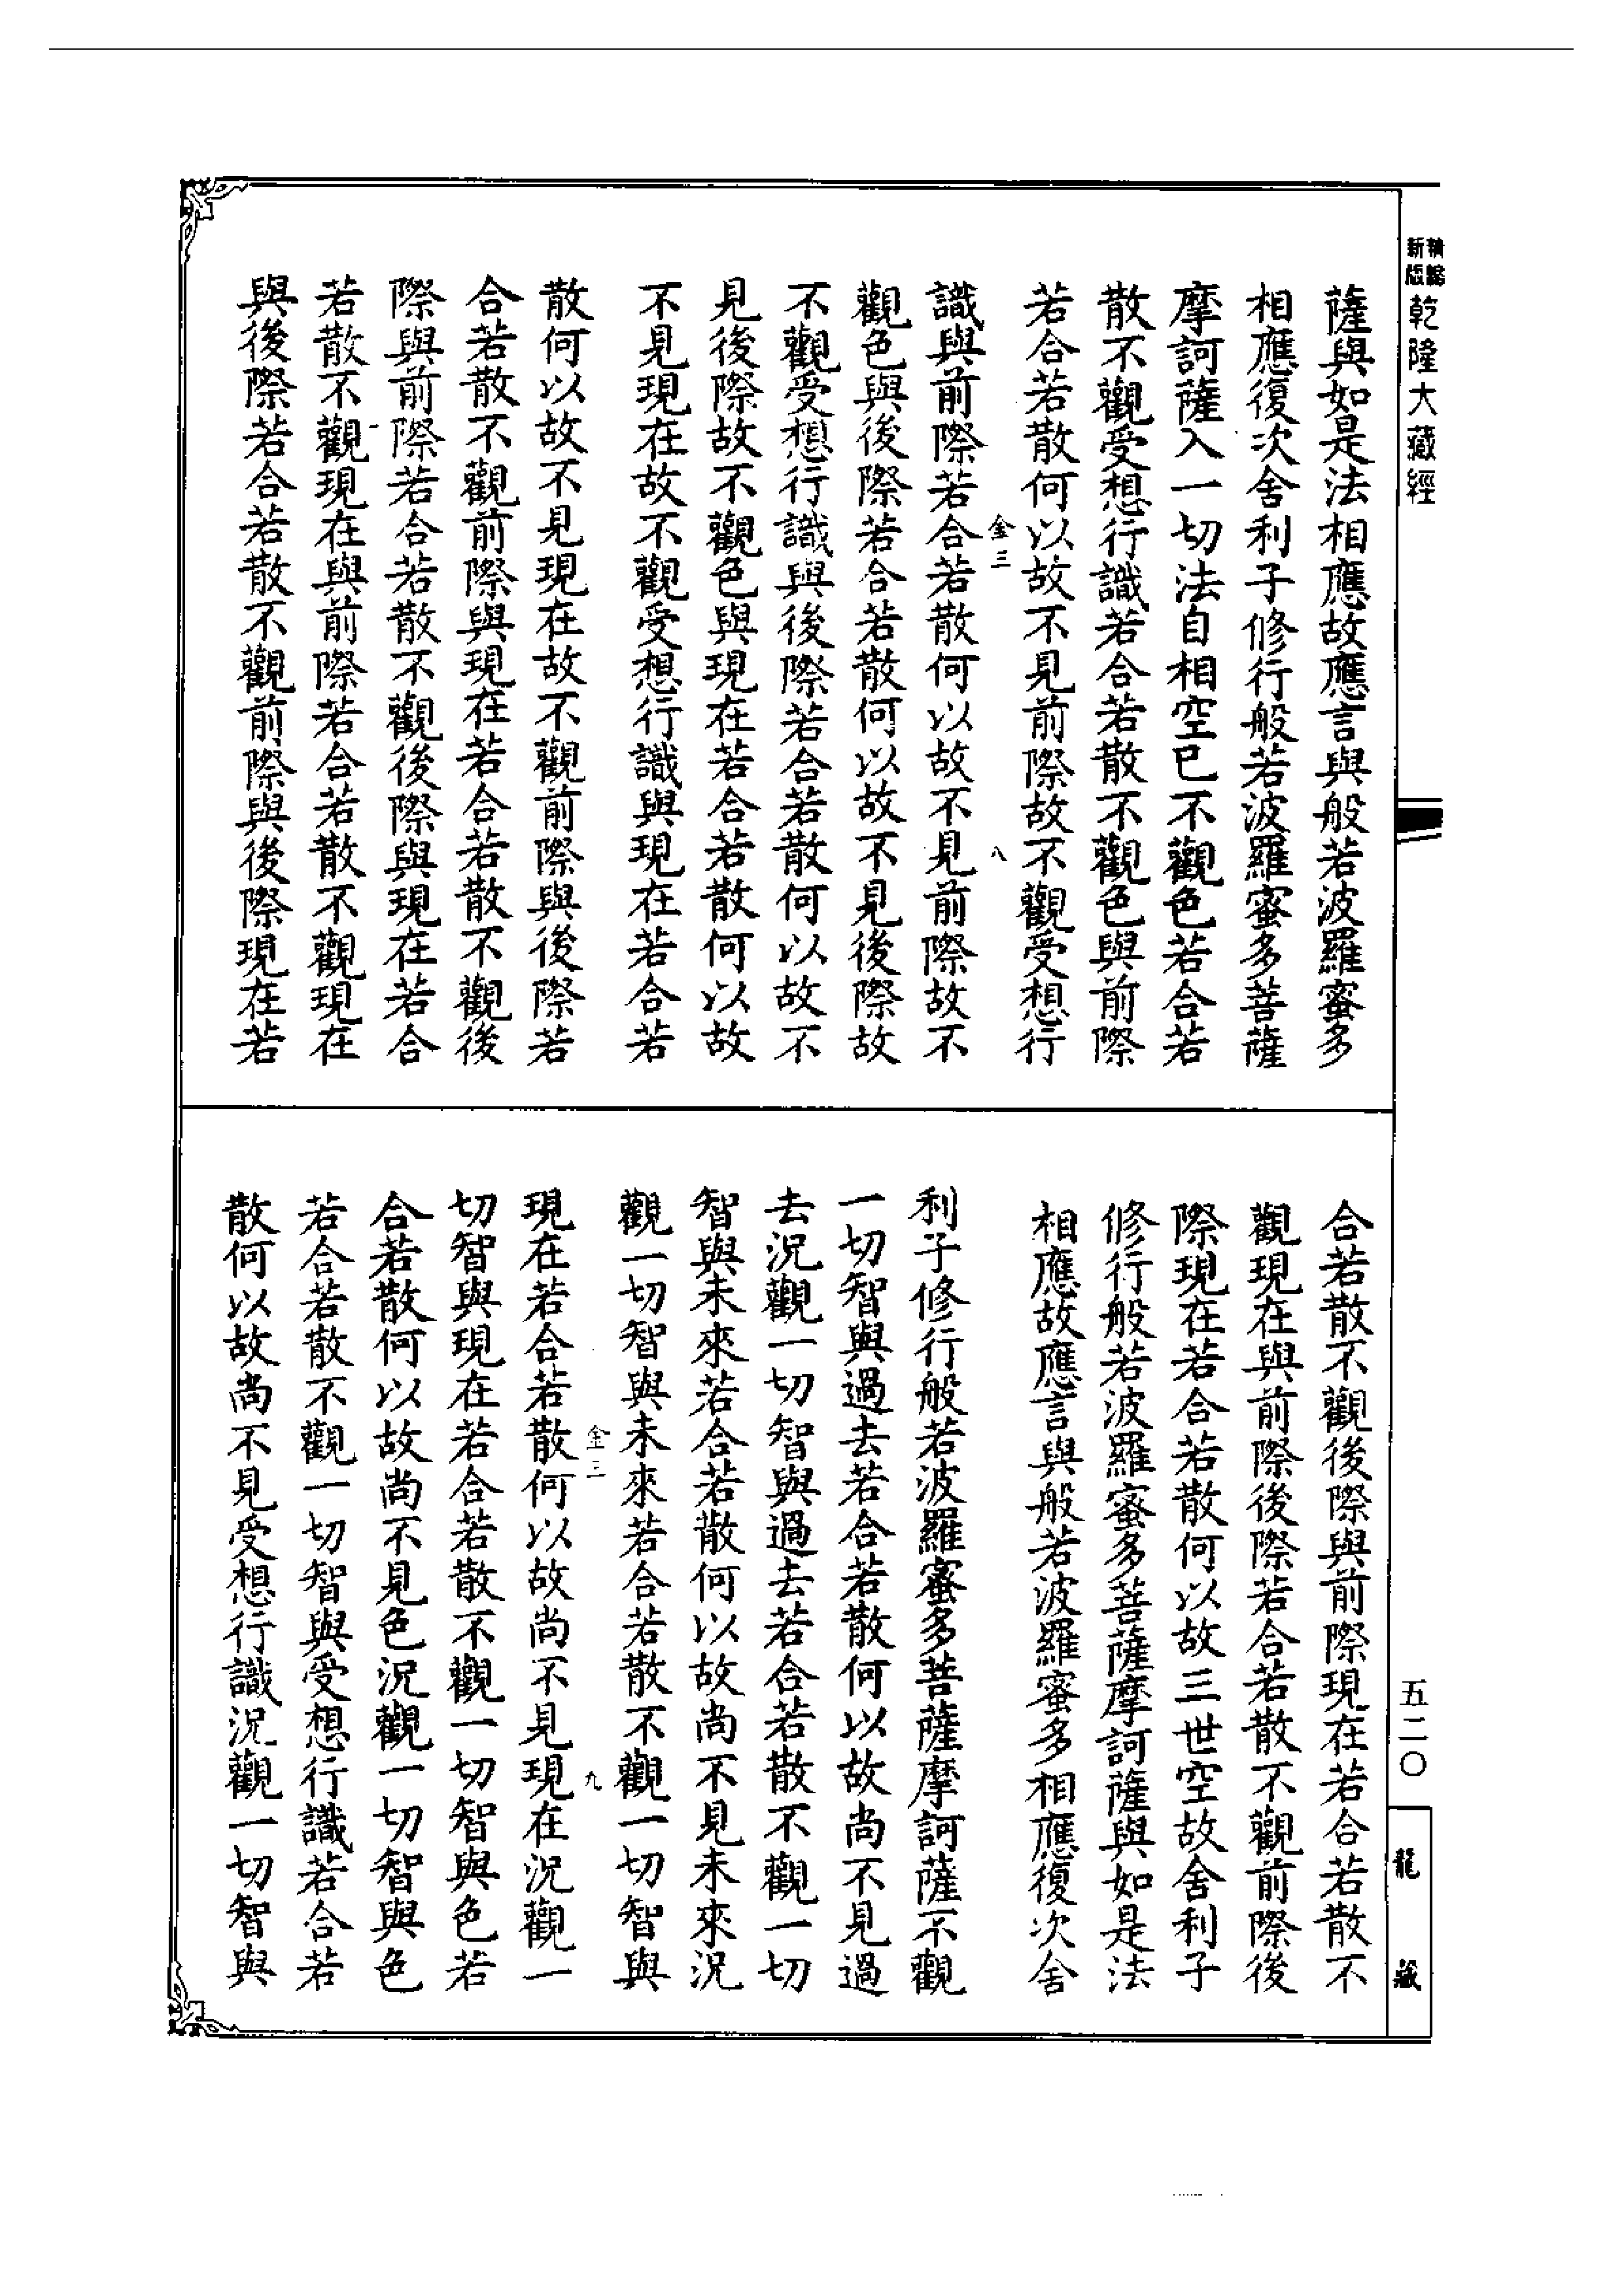 新版
精縮
乾隆大藏經
薩與如是法相應故應言與般若波羅蜜多
相應復次舍利子修行般若波羅蜜多菩薩
摩訶薩入一切法自相空已不觀色若合若
散不觀受想行識若合若散不觀色與前際
若合若散何以故不見前際故不觀受想行
金三 八
識與前際若合若散何以故不見前際故不
觀色與後際若合若散何以故不見後際故
不觀受想行識與後際若合若散何以故不
見後際故不觀色與現在若合若散何以故
不見現在故不觀受想行識與現在若合若
散何以故不見現在故不觀前際與後際若
合若散不觀前際與現在若合若散不觀後
際與前際若合若散不觀後際與現在若合
若散不觀現在與前際若合若散不觀現在
與後際若合若散不觀前際與後際現在若
合若散不觀後際與前際現在若合若散不
觀現在與前際後際若合若散不觀前際後
際現在若合若散何以故三世空故舍利子
修行般若波羅蜜多菩薩摩訶薩與如是法
相應故應言與般若波羅蜜多相應復次舍
利子修行般若波羅蜜多菩薩摩訶薩不觀
一切智與過去若合若散何以故尚不見過
去況觀一切智與過去若合若散不觀一切
智與未來若合若散何以故尚不見未來況
觀一切智與未來若合若散不觀一切智與
金三 九
現在若合若散何以故尚不見現在況觀一
切智與現在若合若散不觀一切智與色若
合若散何以故尚不見色況觀一切智與色
若合若散不觀一切智與受想行識若合若
散何以故尚不見受想行識況觀一切智與
五二〇
龍藏